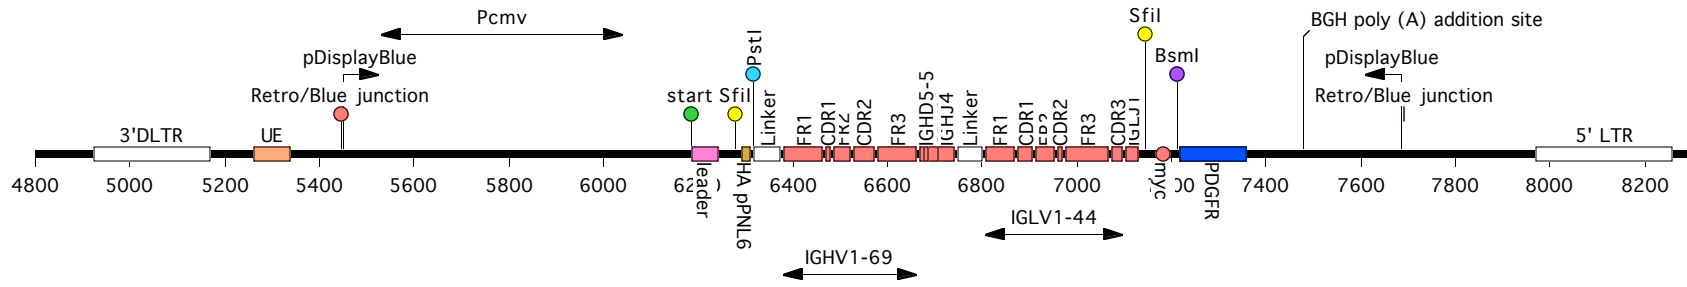 Pcmv
SfiI
BGH poly (A) addition site
pDisplayBlue
PstI
BsmI
pDisplayBlue
Retro/Blue junction
start
SfiI
Retro/Blue junction
3'DLTR
UE
Linker
FR1
CDR1
FR2
CDR2
FR3
IGHD5-5
IGHJ4
Linker
FR1
CDR1
FR2
CDR2
FR3
CDR3
IGLJ1
5' LTR
4800 5000 5200 5400 5600 5800 6000 6400 6600 6800 7000 7400 7600 7800 8000 8200
leader
HA pPNL6
myc
PDGFR
IGLV1-44
IGHV1-69